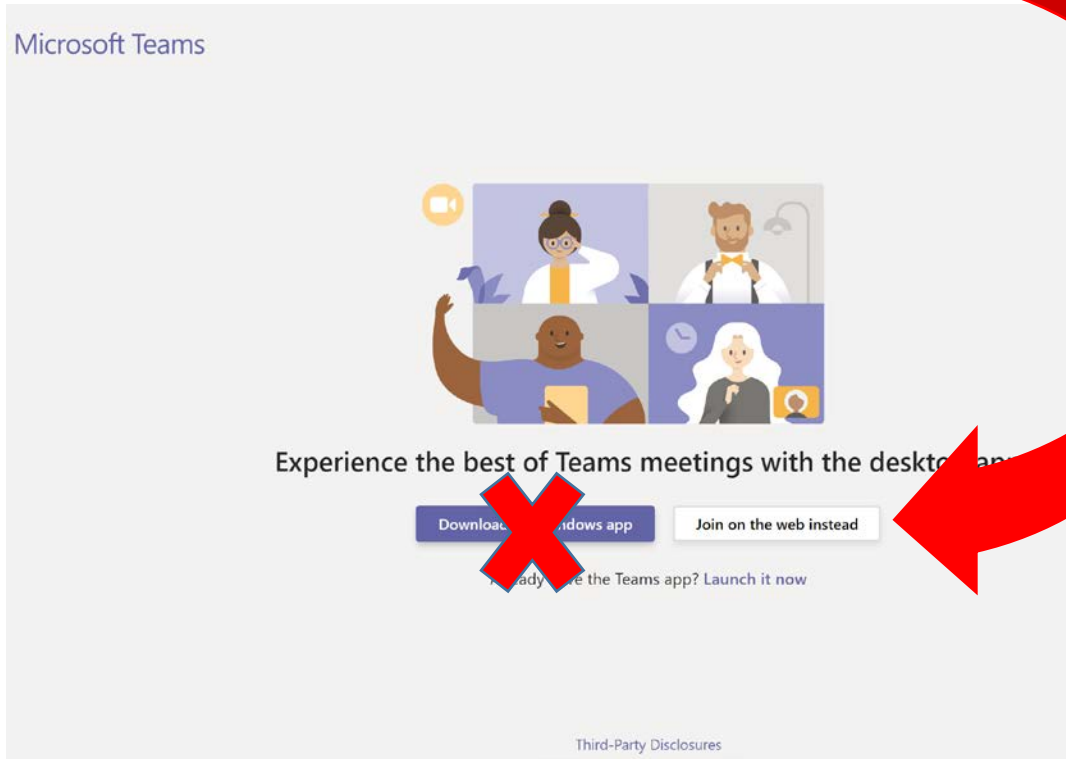 Microsoft Teams
Experience the best of Teams meetings with the
Join on the web instead
the Teams app? Launch it now
Third-Party Disclosures